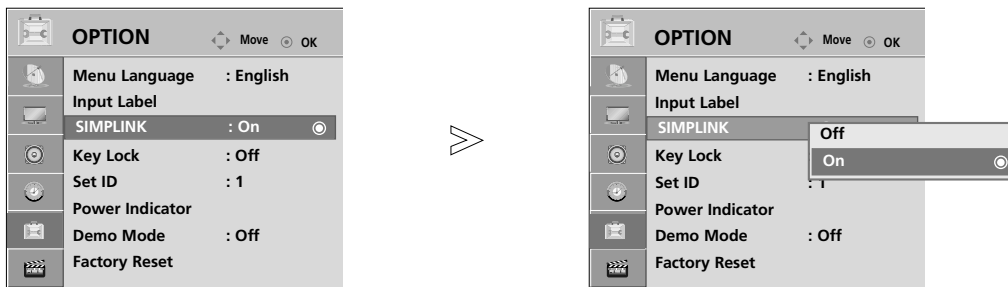 OPTION Move OK
Menu Language : English
Input Label
SIMPLINK : On
Key Lock : Off
Set ID : 1
Power Indicator
Demo Mode : Off
Factory Reset
OPTION Move OK
Menu Language : English
Input Label
SIMPLINK
Off
On
Key Lock
Set ID : 1
Power Indicator
Demo Mode : Off
Factory Reset